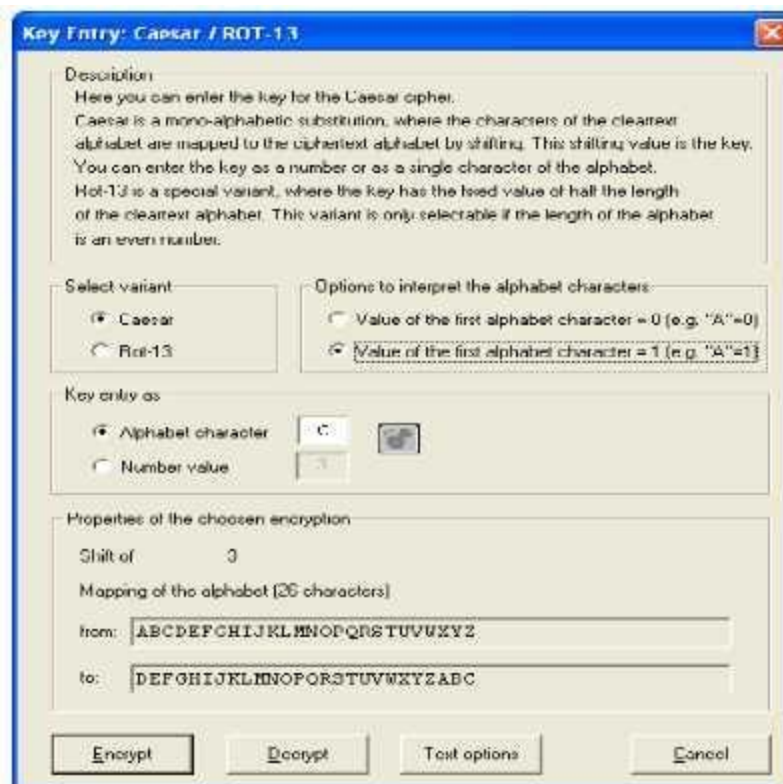 Key Entry: Caesar / ROT-13
Description
Here you can enter the key for the Caesar cipher.
Caesar is a mono-alphabetic substitution, where the characters of the cleartext
alphabet are mapped to the ciphertext alphabet by shifting. This shifting value is the key.
You can enter the key as a number or as a single character of the alphabet.
Rot-13 is a special variant, where the key has the fixed value of half the length
of the cleartext alphabet. This variant is only selectable if the length of the alphabet
is an even number.
Select variant
Caesar
Rot-13
Options to interpret the alphabet characters
Value of the first alphabet character = 0 (e.g. "A"=0)
Value of the first alphabet character = 1 (e.g. "A"=1)
Key entry as
Alphabet character C
Number value 3
Properties of the choosen encryption
Shift of 3
Mapping of the alphabet (26 characters)
from: ABCDEFGHIJKLMNOPQRSTUVWXYZ
to: DEFGHIJKLMNOPQRSTUVWXYZABC
Encrypt Decrypt Text options Cancel